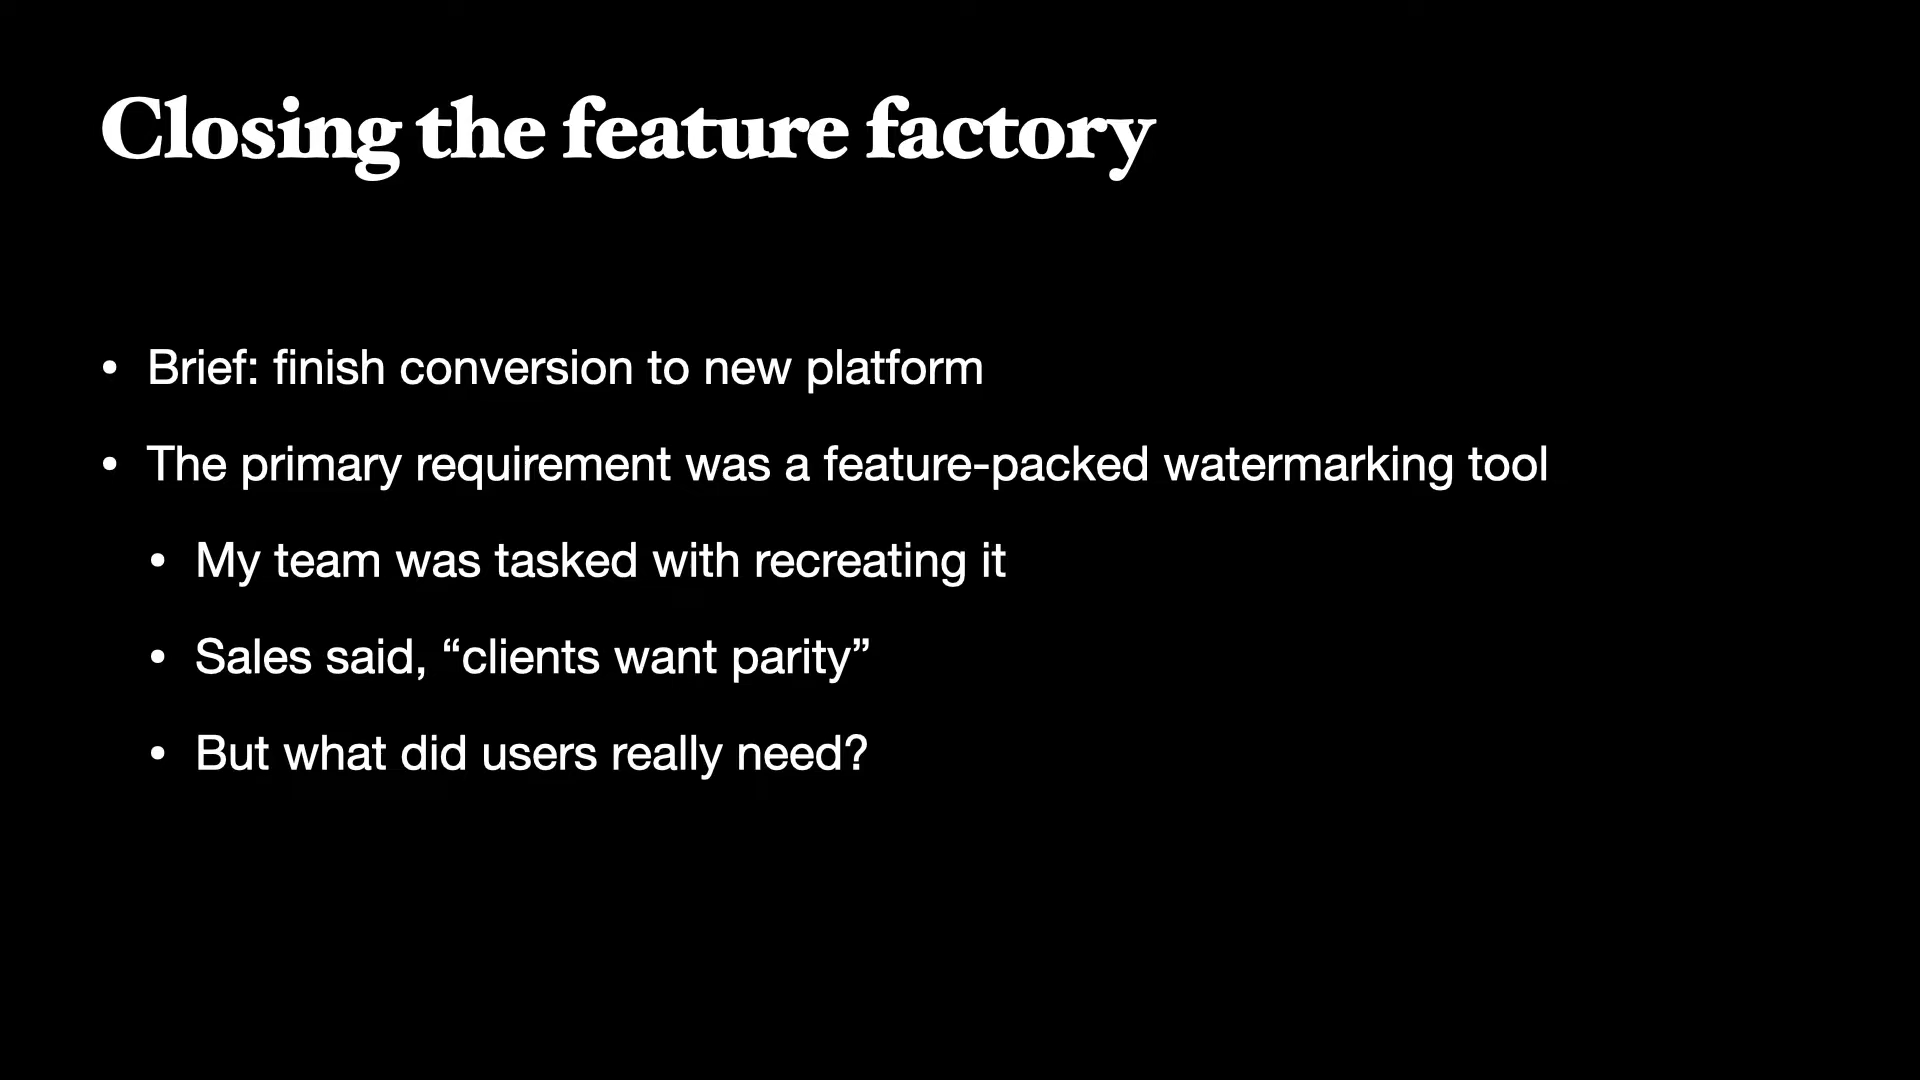 Closing the feature factory
• Brief: finish conversion to new platform
• The primary requirement was a feature-packed watermarking tool
• My team was tasked with recreating it
• Sales said, “clients want parity”
• But what did users really need?